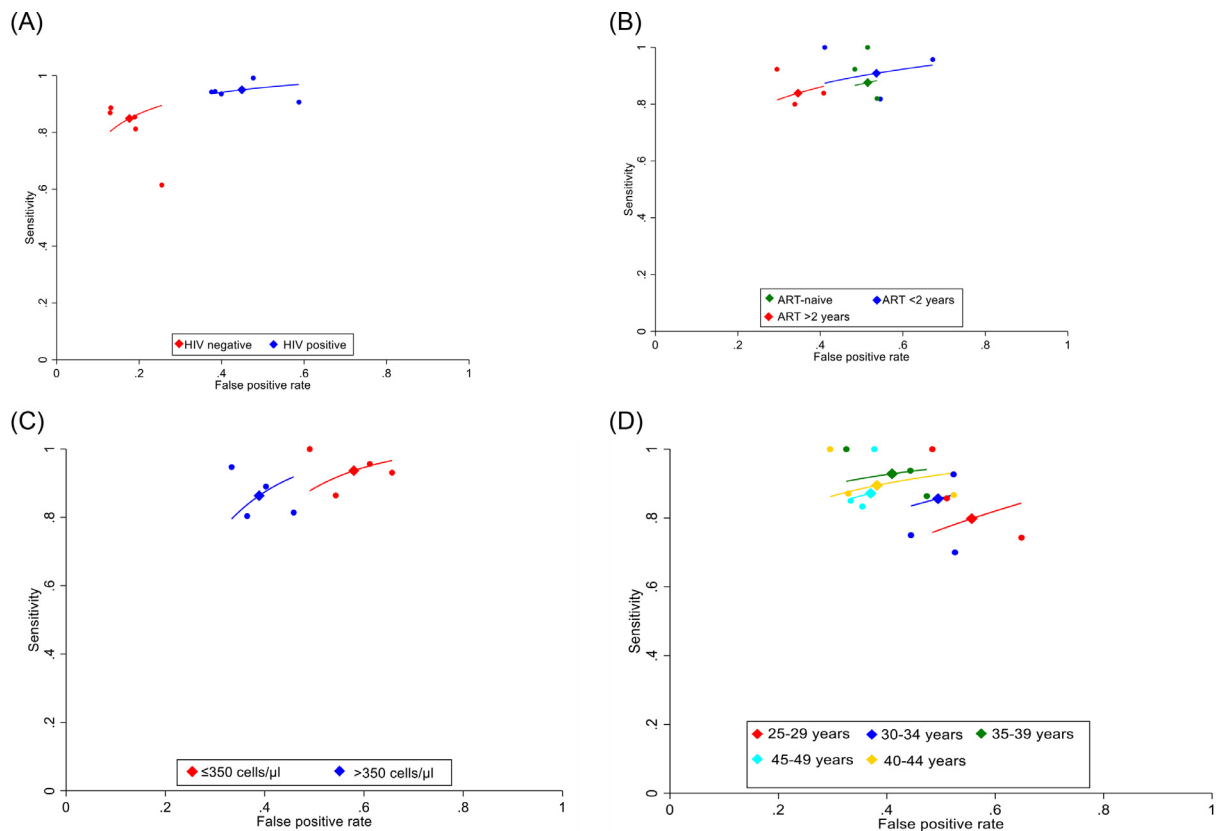 (A)
1
.8
.6
.4
.2
0
Sensitivity
HIV negative HIV positive
0 .2 .4 .6 .8 1
False positive rate
(B)
1
.8
.6
.4
.2
0
Sensitivity
ART-naive ART <2 years
ART >2 years
0 .2 .4 .6 .8 1
False positive rate
(C)
1
.8
.6
.4
.2
0
Sensitivity
≤350 cells/µl >350 cells/µl
0 .2 .4 .6 .8 1
False positive rate
(D)
1
.8
.6
.4
.2
0
Sensitivity
25-29 years 30-34 years 35-39 years
45-49 years 40-44 years
0 .2 .4 .6 .8 1
False positive rate